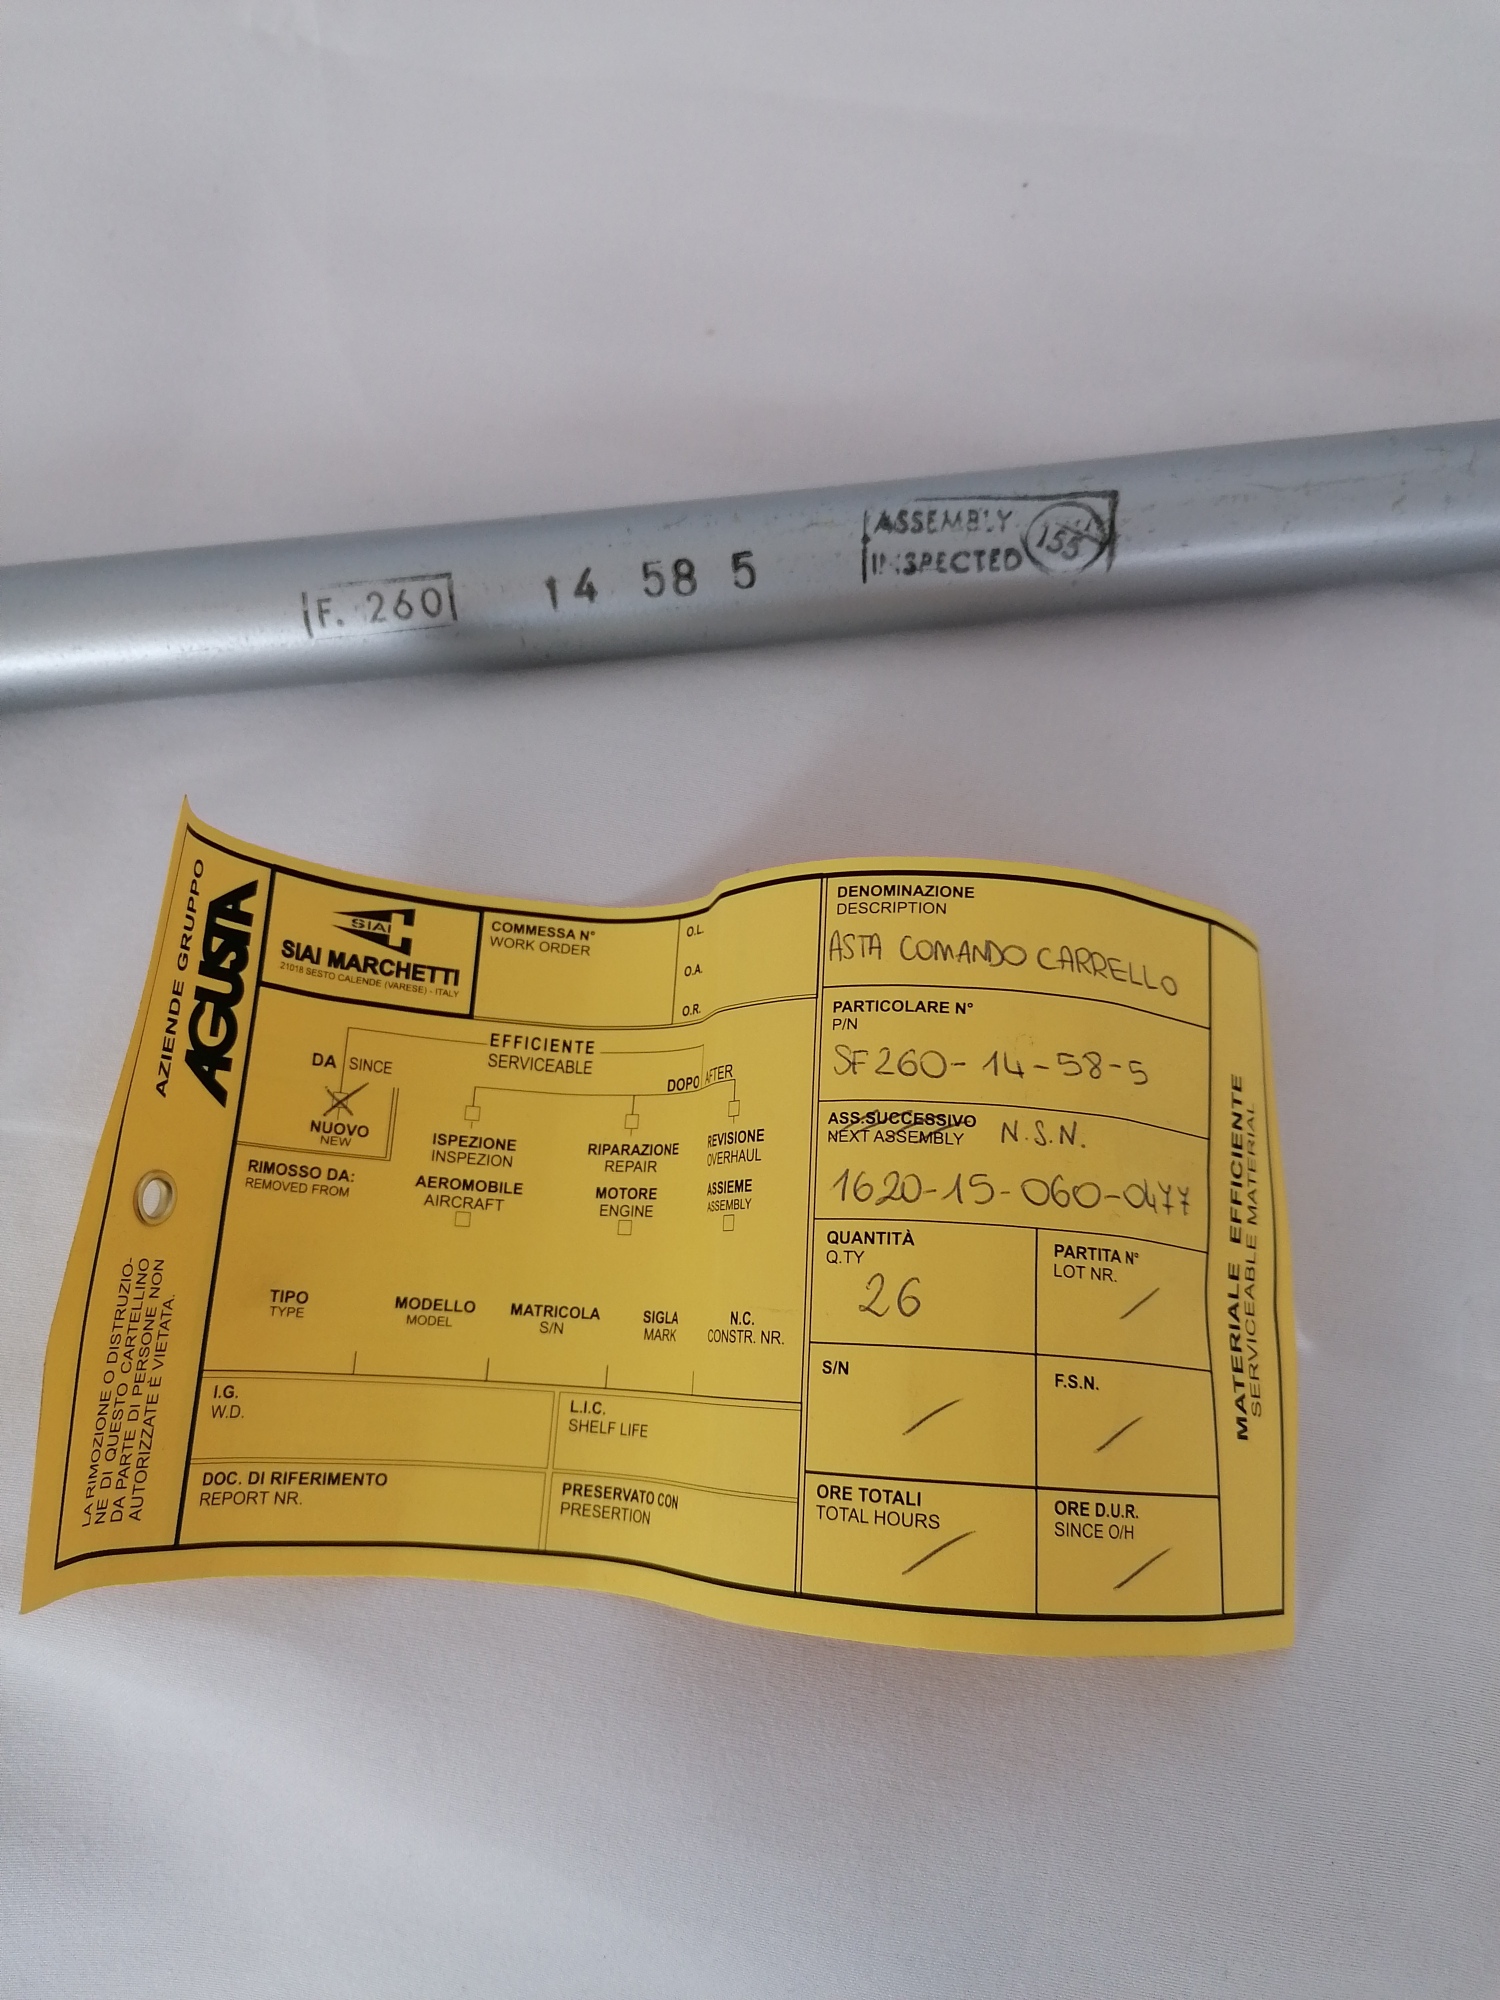 F. 260
14 58 5
ASSEMBLY
INSPECTED
155
AZIENDE GRUPPO
AGUSTA
LA RIMOZIONE O DISTRUZIO-
NE DI QUESTO CARTELLINO
DA PARTE DI PERSONE NON
AUTORIZZATE È VIETATA.
SIAI
SIAI MARCHETTI
21018 SESTO CALENDE (VARESE) - ITALY
COMMESSA N°
WORK ORDER
O.L.
O.A.
O.R.
EFFICIENTE
SERVICEABLE
DA SINCE
DOPO AFTER
NUOVO
NEW
ISPEZIONE
INSPEZION
RIPARAZIONE
REPAIR
REVISIONE
OVERHAUL
RIMOSSO DA:
REMOVED FROM
AEROMOBILE
AIRCRAFT
MOTORE
ENGINE
ASSIEME
ASSEMBLY
TIPO
TYPE
MODELLO
MODEL
MATRICOLA
S/N
SIGLA
MARK
N.C.
CONSTR. NR.
I.G.
W.D.
L.I.C.
SHELF LIFE
DOC. DI RIFERIMENTO
REPORT NR.
PRESERVATO CON
PRESERTION
DENOMINAZIONE
DESCRIPTION
ASTA COMANDO CARRELLO
PARTICOLARE N°
P/N
SF260-14-58-5
ASS.SUCCESSIVO
NEXT ASSEMBLY
N.S.N.
1620-15-060-0477
QUANTITÀ
Q.TY
26
PARTITA N°
LOT NR.
/
S/N
/
F.S.N.
/
ORE TOTALI
TOTAL HOURS
/
ORE D.U.R.
SINCE O/H
/
MATERIALE EFFICIENTE
SERVICEABLE MATERIAL